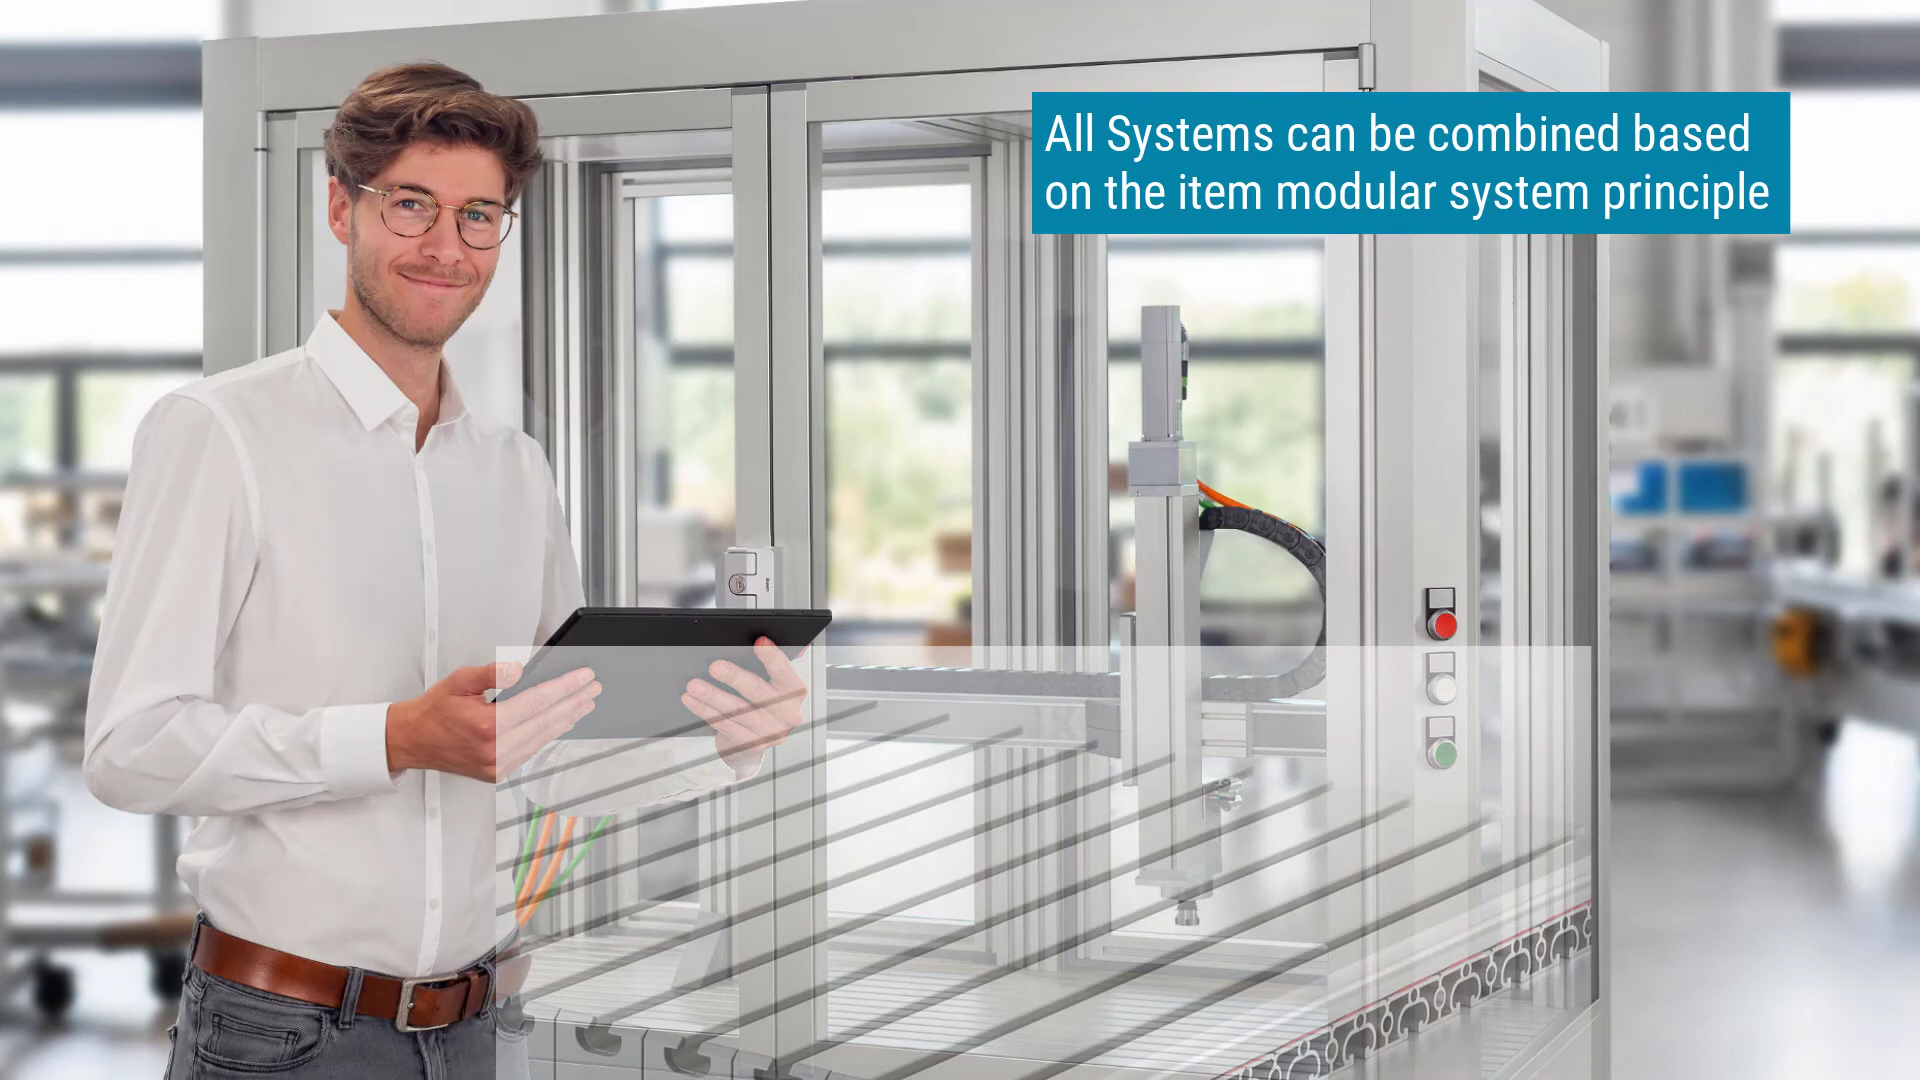 All Systems can be combined based
on the item modular system principle